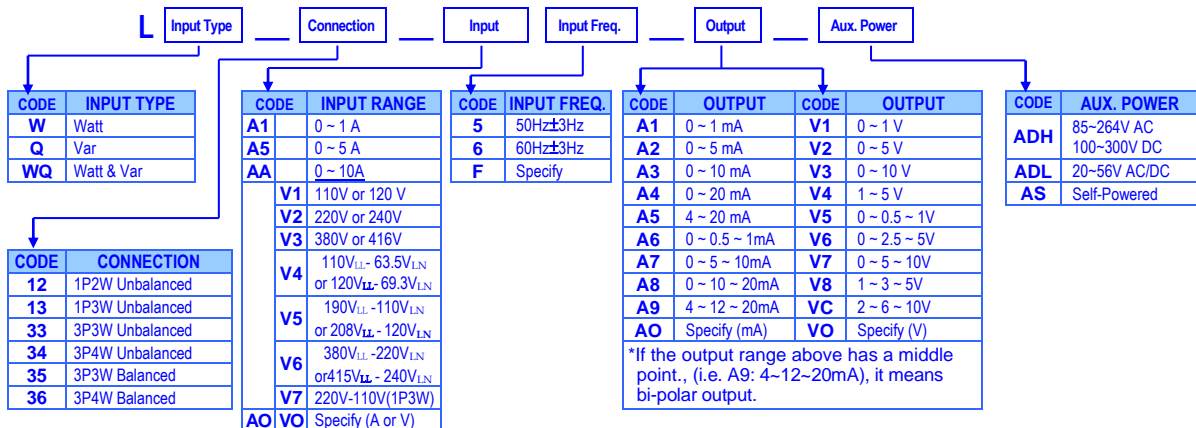 L Input Type __ Connection __ Input Input Freq. __ Output __ Aux. Power
CODE INPUT TYPE
W Watt
Q Var
WQ Watt & Var
CODE CONNECTION
12 1P2W Unbalanced
13 1P3W Unbalanced
33 3P3W Unbalanced
34 3P4W Unbalanced
35 3P3W Balanced
36 3P4W Balanced
CODE INPUT RANGE
A1 0 ~ 1 A
A5 0 ~ 5 A
AA 0 ~ 10A
V1 110V or 120 V
V2 220V or 240V
V3 380V or 416V
V4 110VLL- 63.5VLN
or 120VLL- 69.3VLN
V5 190VLL -110VLN
or 208VLL - 120VLN
V6 380VLL -220VLN
or415VLL - 240VLN
V7 220V-110V(1P3W)
AO VO Specify (A or V)
CODE INPUT FREQ.
5 50Hz±3Hz
6 60Hz±3Hz
F Specify
CODE OUTPUT CODE OUTPUT
A1 0 ~ 1 mA V1 0 ~ 1 V
A2 0 ~ 5 mA V2 0 ~ 5 V
A3 0 ~ 10 mA V3 0 ~ 10 V
A4 0 ~ 20 mA V4 1 ~ 5 V
A5 4 ~ 20 mA V5 0 ~ 0.5 ~ 1V
A6 0 ~ 0.5 ~ 1mA V6 0 ~ 2.5 ~ 5V
A7 0 ~ 5 ~ 10mA V7 0 ~ 5 ~ 10V
A8 0 ~ 10 ~ 20mA V8 1 ~ 3 ~ 5V
A9 4 ~ 12 ~ 20mA VC 2 ~ 6 ~ 10V
AO Specify (mA) VO Specify (V)
*If the output range above has a middle
point., (i.e. A9: 4~12~20mA), it means
bi-polar output.
CODE AUX. POWER
ADH 85~264V AC
100~300V DC
ADL 20~56V AC/DC
AS Self-Powered